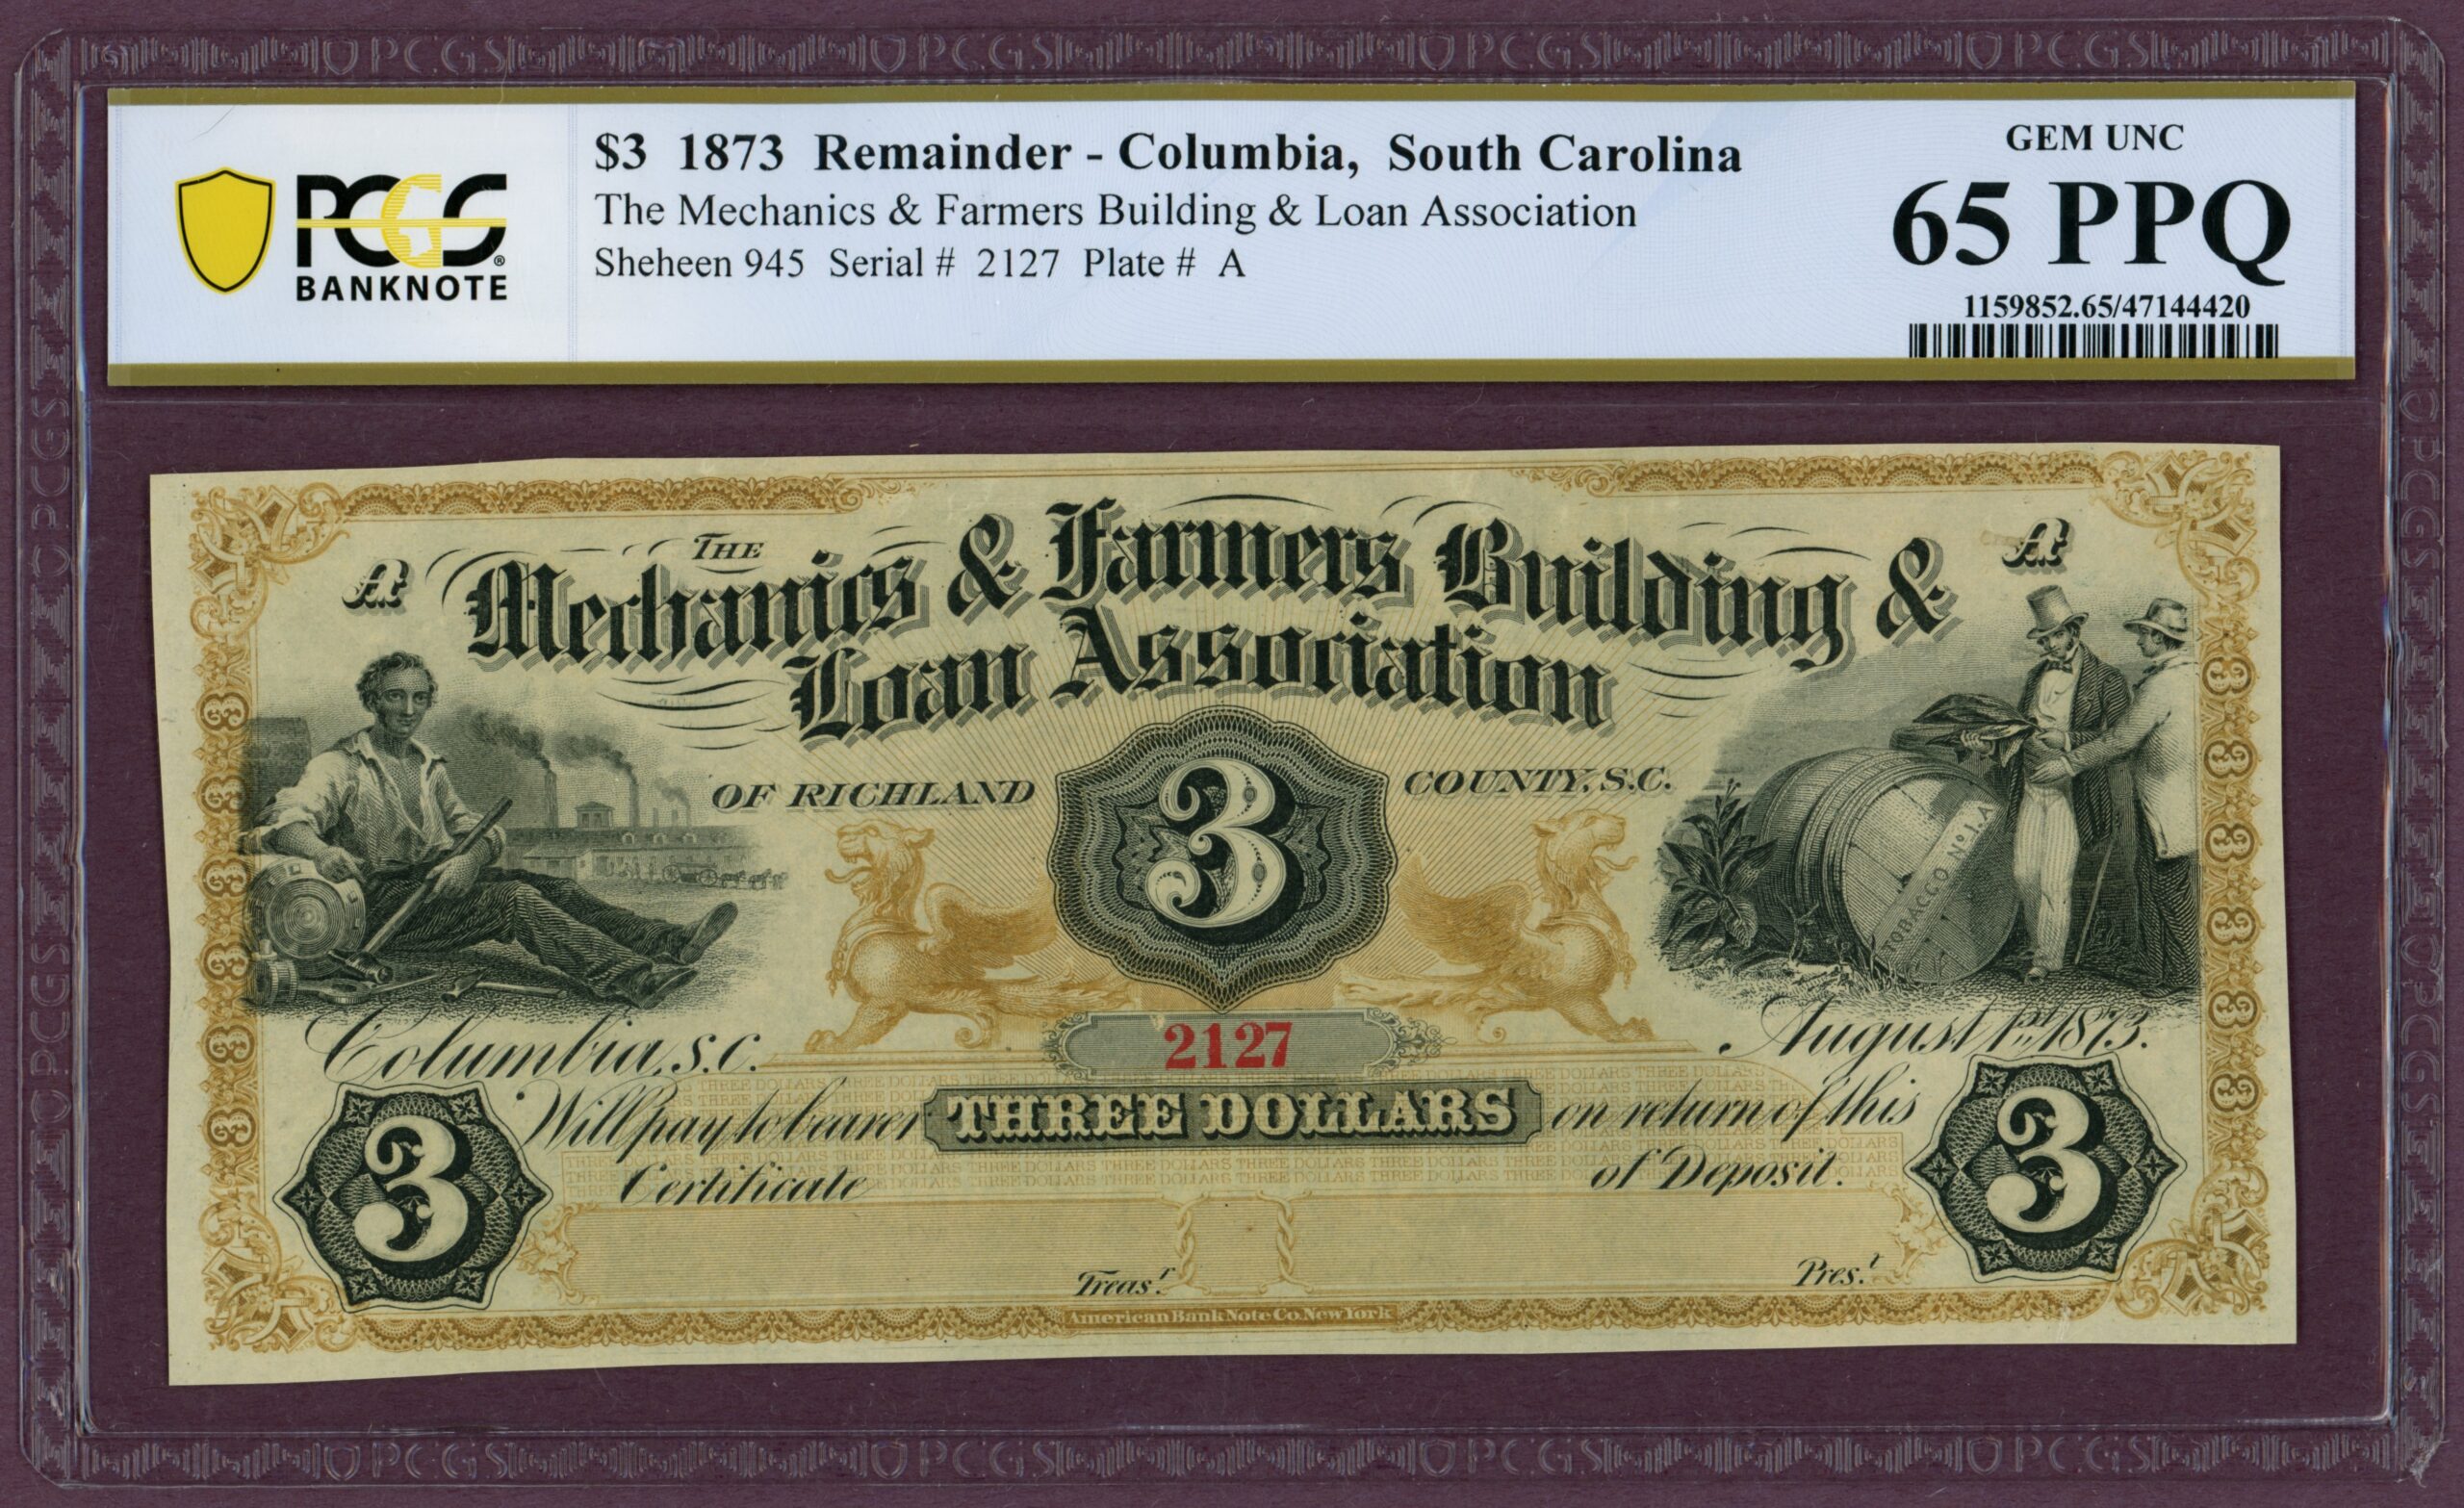 PCGS BANKNOTE
$3 1873 Remainder - Columbia, South Carolina
The Mechanics & Farmers Building & Loan Association
Sheheen 945 Serial # 2127 Plate # A
GEM UNC
65 PPQ
1159852.65/47144420
THE
A Mechanics & Farmers Building & A
Loan Association
OF RICHLAND 3 COUNTY, S.C.
TOBACCO No 1. A
Columbia, S.C. 2127 August 1st 1873.
3 Will pay to bearer THREE DOLLARS on return of this 3
Certificate of Deposit.
Treasr. Prest.
American Bank Note Co. New York